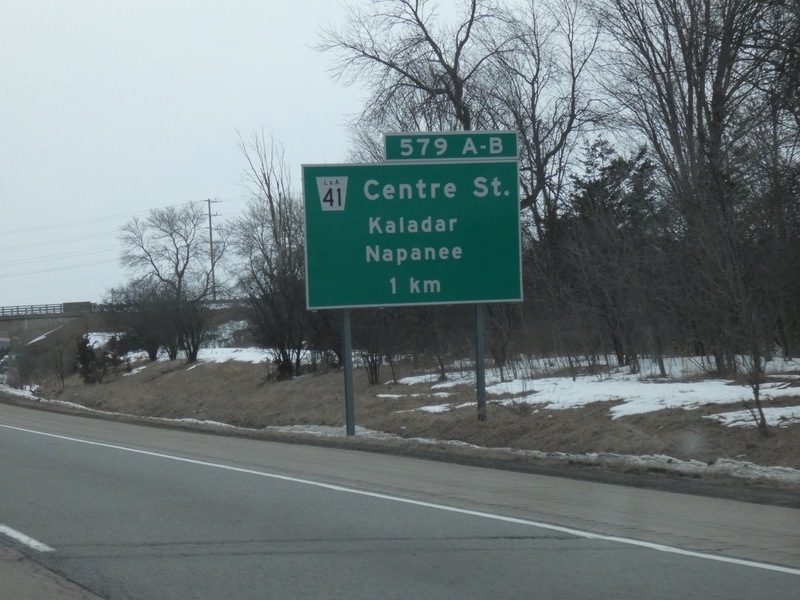 579 A-B
L&A
41
Centre St.
Kaladar
Napanee
1 km